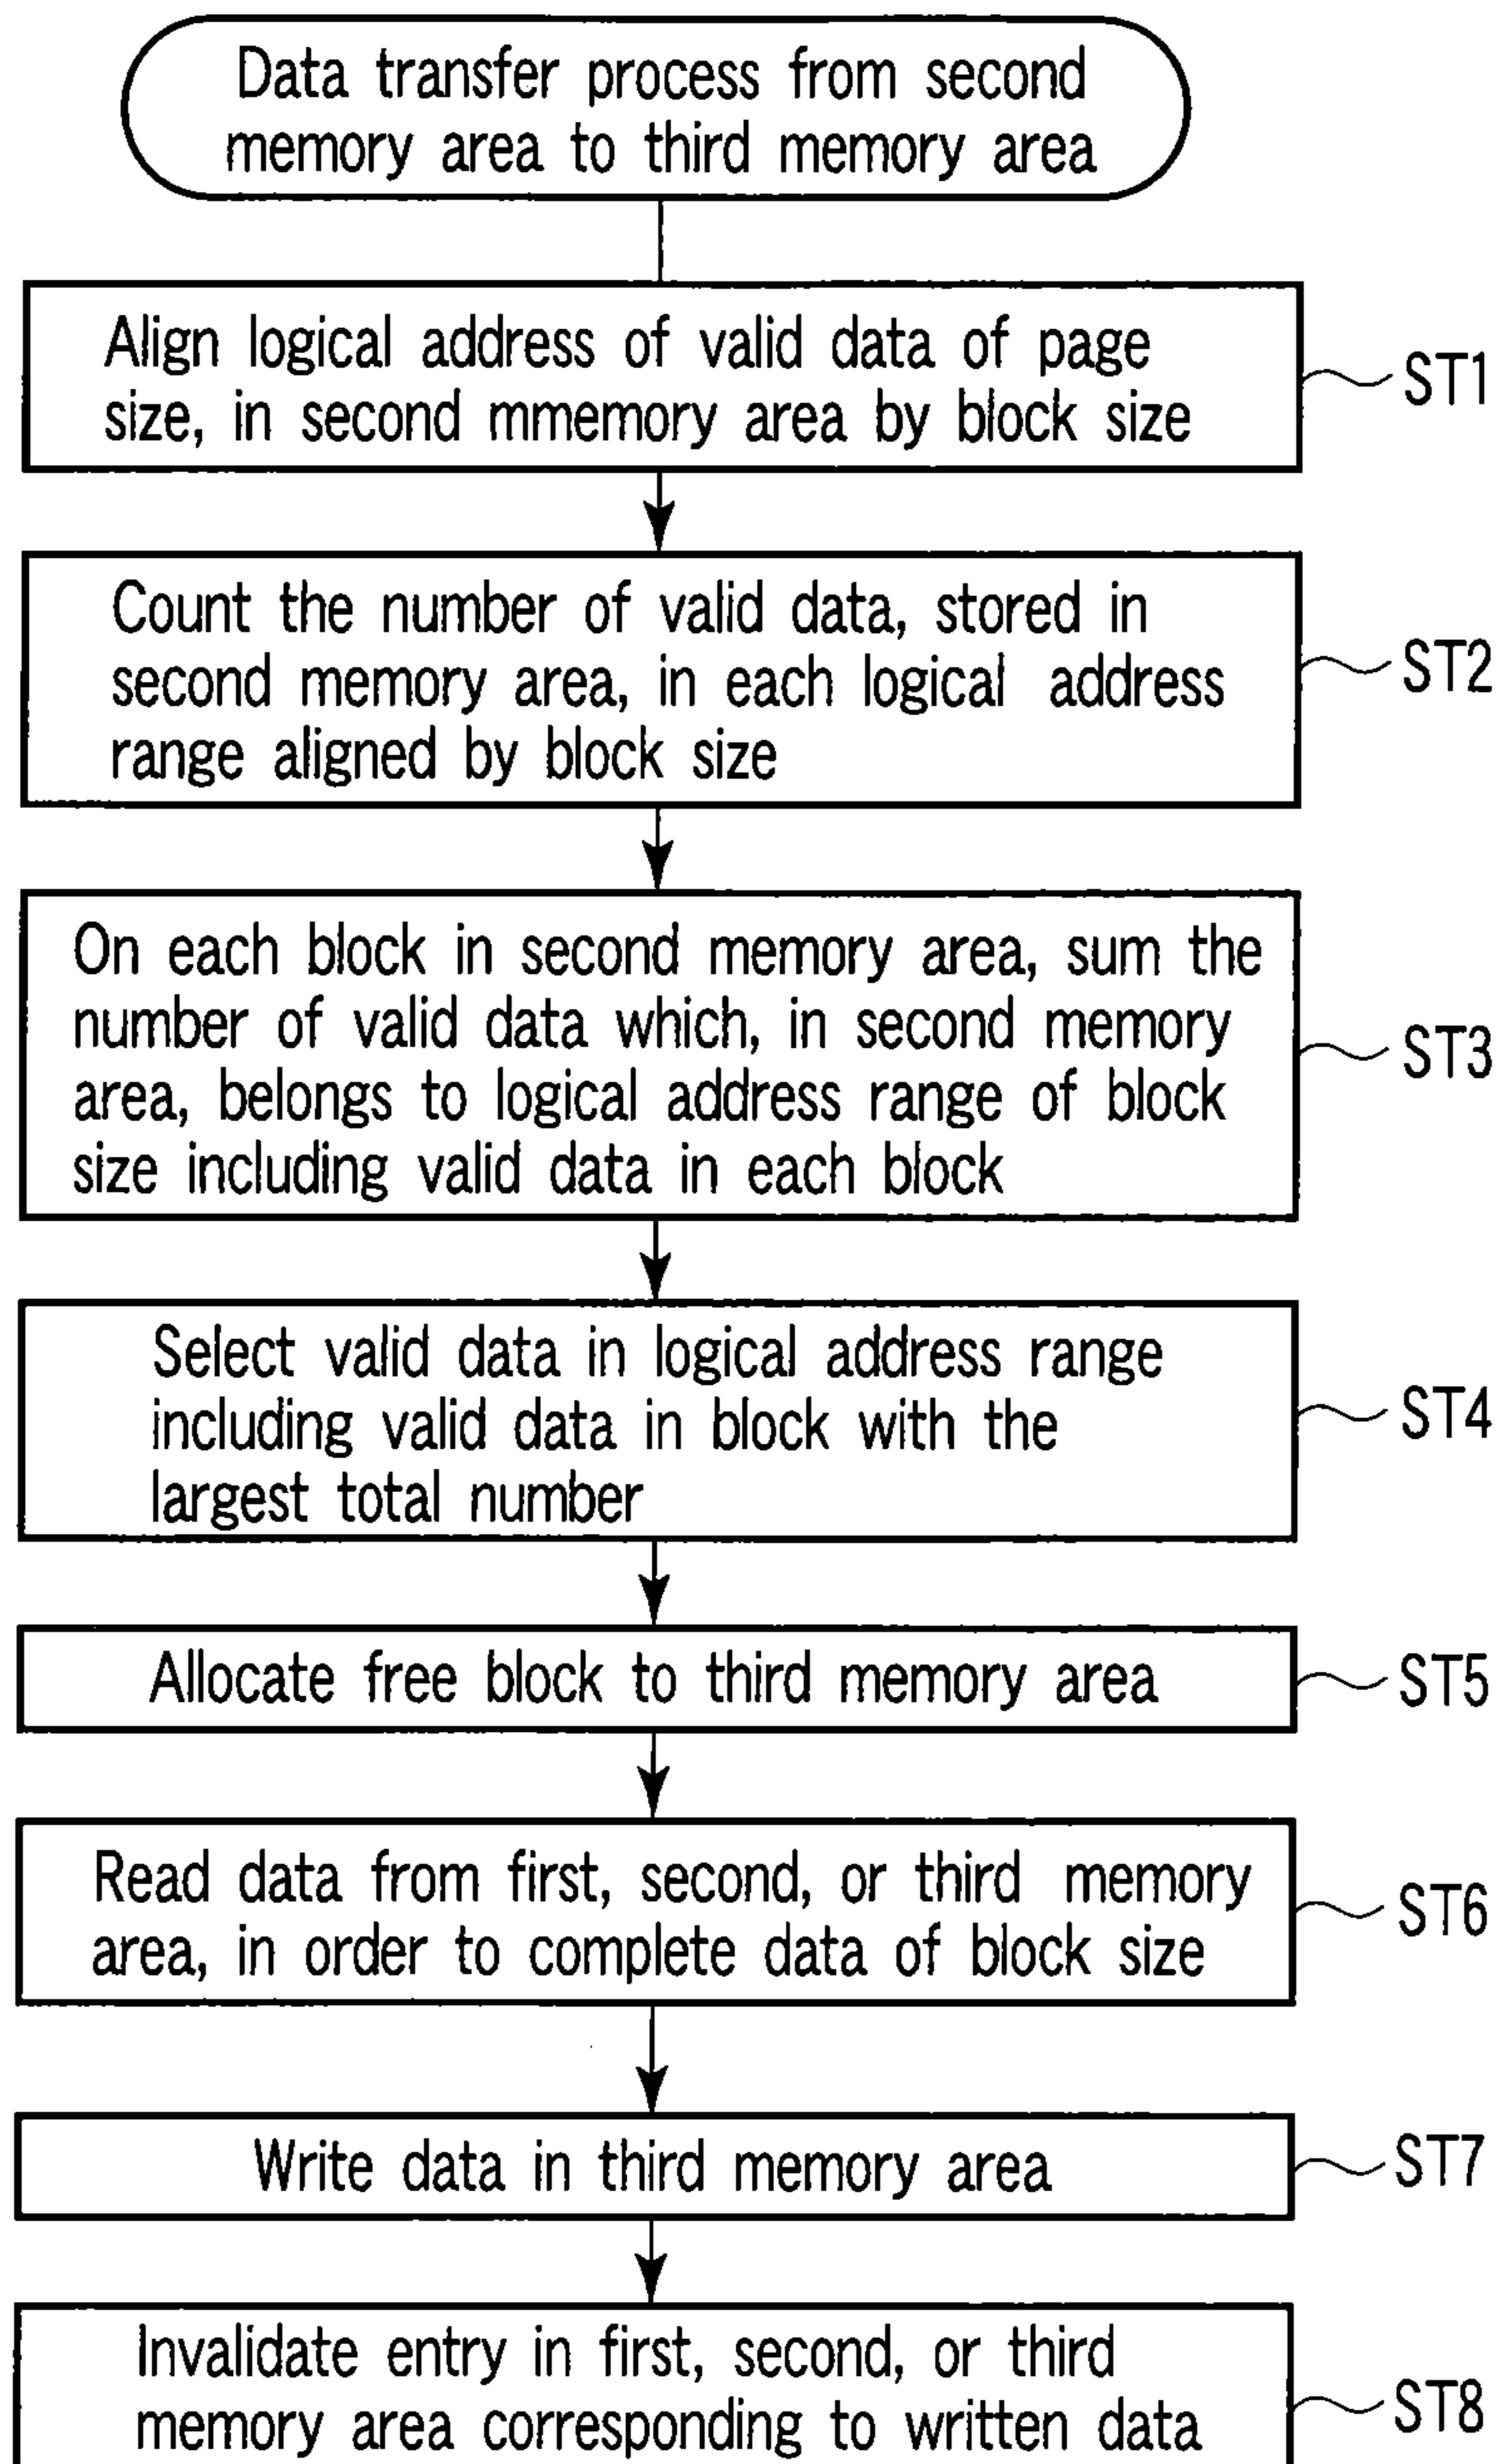 Data transfer process from second
memory area to third memory area
Align logical address of valid data of page
size, in second mmemory area by block size
ST1
Count the number of valid data, stored in
second memory area, in each logical address
range aligned by block size
ST2
On each block in second memory area, sum the
number of valid data which, in second memory
area, belongs to logical address range of block
size including valid data in each block
ST3
Select valid data in logical address range
including valid data in block with the
largest total number
ST4
Allocate free block to third memory area
ST5
Read data from first, second, or third memory
area, in order to complete data of block size
ST6
Write data in third memory area
ST7
Invalidate entry in first, second, or third
memory area corresponding to written data
ST8